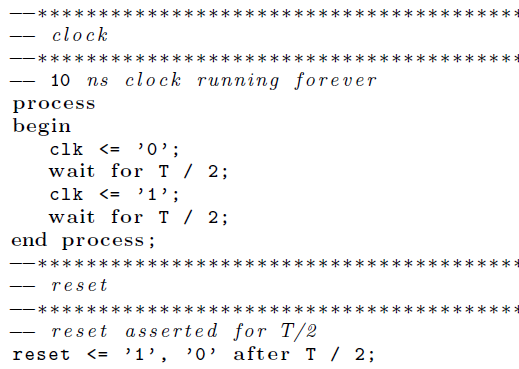 --****************************************
-- clock
--****************************************
-- 10 ns clock running forever
process
begin
   clk <= '0';
   wait for T / 2;
   clk <= '1';
   wait for T / 2;
end process;
--****************************************
-- reset
--****************************************
-- reset asserted for T/2
reset <= '1', '0' after T / 2;